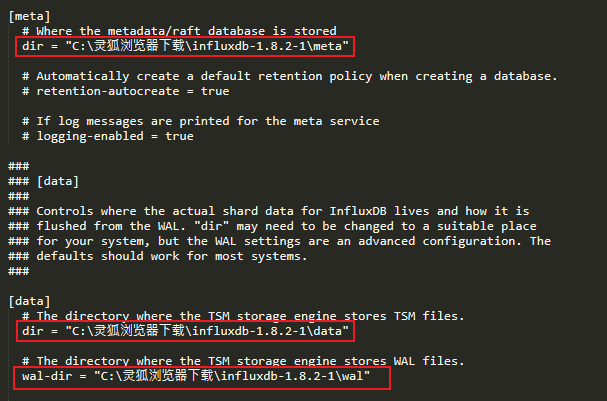 [meta]
# Where the metadata/raft database is stored
dir = "C:\灵狐浏览器下载\influxdb-1.8.2-1\meta"
# Automatically create a default retention policy when creating a database.
# retention-autocreate = true
# If log messages are printed for the meta service
# logging-enabled = true
###
### [data]
###
### Controls where the actual shard data for InfluxDB lives and how it is
### flushed from the WAL. "dir" may need to be changed to a suitable place
### for your system, but the WAL settings are an advanced configuration. The
### defaults should work for most systems.
###
[data]
# The directory where the TSM storage engine stores TSM files.
dir = "C:\灵狐浏览器下载\influxdb-1.8.2-1\data"
# The directory where the TSM storage engine stores WAL files.
wal-dir = "C:\灵狐浏览器下载\influxdb-1.8.2-1\wal"